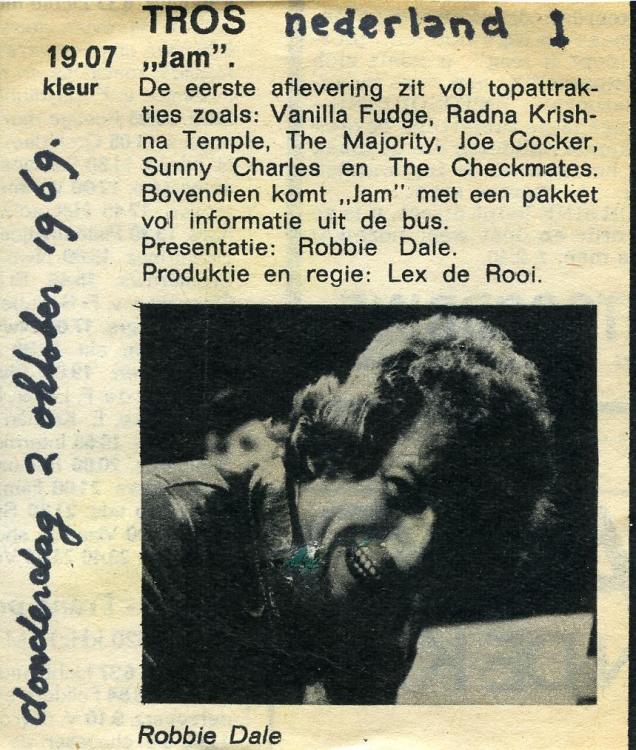 TROS nederland 1
19.07 „Jam”.
kleur De eerste aflevering zit vol topattrak-
ties zoals: Vanilla Fudge, Radna Krish-
na Temple, The Majority, Joe Cocker,
Sunny Charles en The Checkmates.
Bovendien komt „Jam” met een pakket
vol informatie uit de bus.
Presentatie: Robbie Dale.
Produktie en regie: Lex de Rooi.
donderdag 2 oktober 1969.
Robbie Dale